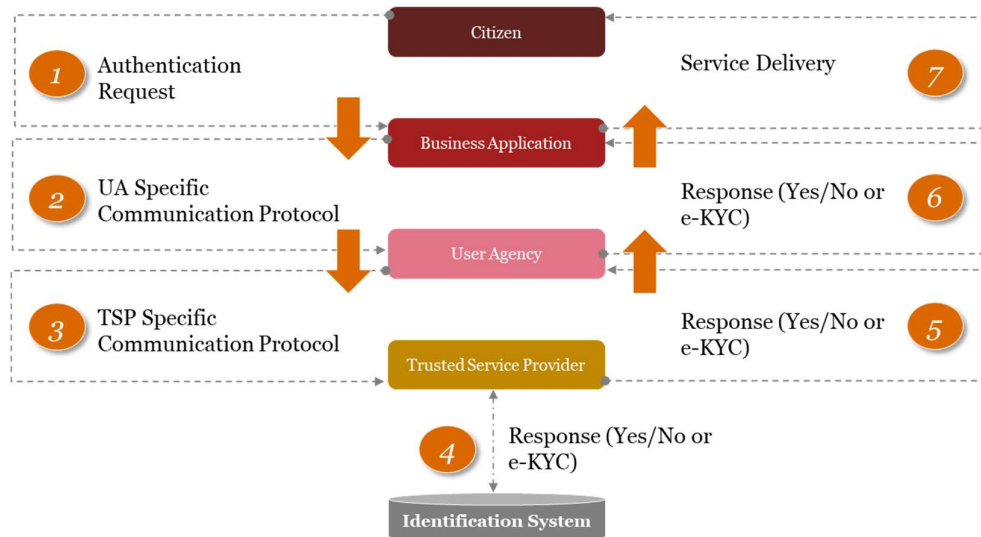 Citizen
1
Authentication
Request
Service Delivery
7
Business Application
2
UA Specific
Communication Protocol
Response (Yes/No or
e-KYC)
6
User Agency
3
TSP Specific
Communication Protocol
Response (Yes/No or
e-KYC)
5
Trusted Service Provider
4
Response (Yes/No or
e-KYC)
Identification System